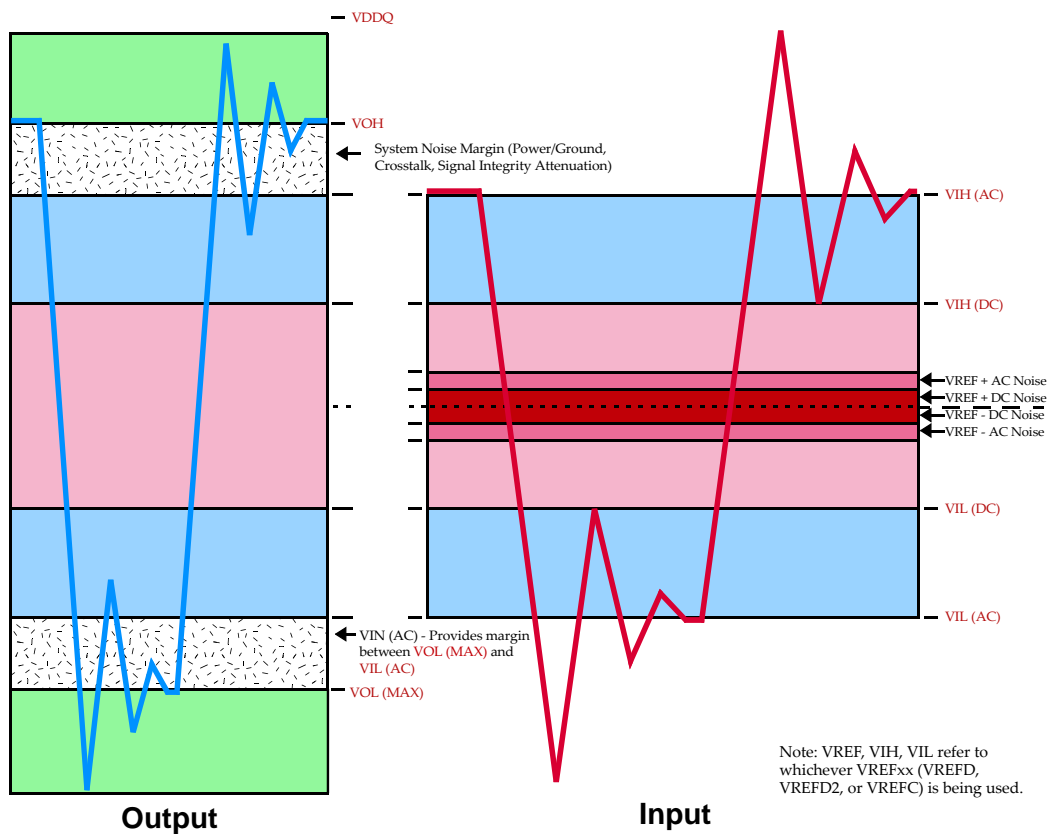 VDDQ
VOH
System Noise Margin (Power/Ground,
Crosstalk, Signal Integrity Attenuation)
VIH (AC)
VIH (DC)
VREF + AC Noise
VREF + DC Noise
VREF - DC Noise
VREF - AC Noise
VIL (DC)
VIL (AC)
VIN (AC) - Provides margin
between VOL (MAX) and
VIL (AC)
VOL (MAX)
Note: VREF, VIH, VIL refer to
whichever VREFxx (VREFD,
VREFD2, or VREFC) is being used.
Output
Input